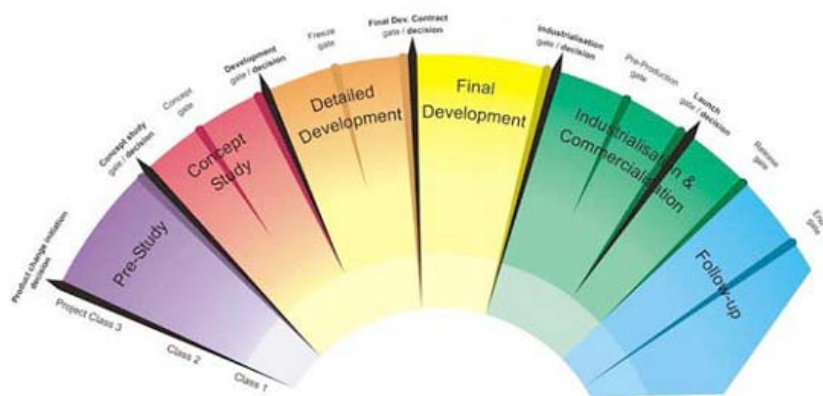 Product change initiation
decision
Project Class 3
Class 2
Class 1
Pre-Study
Concept study
gate / decision
Concept
gate
Concept
Study
Development
gate / decision
Freeze
gate
Detailed
Development
Final Dev. Contract
gate / decision
Final
Development
Industrialisation
gate / decision
Pre-Production
gate
Industrialisation &
Commercialisation
Launch
gate / decision
Release
gate
Follow-up
End
gate